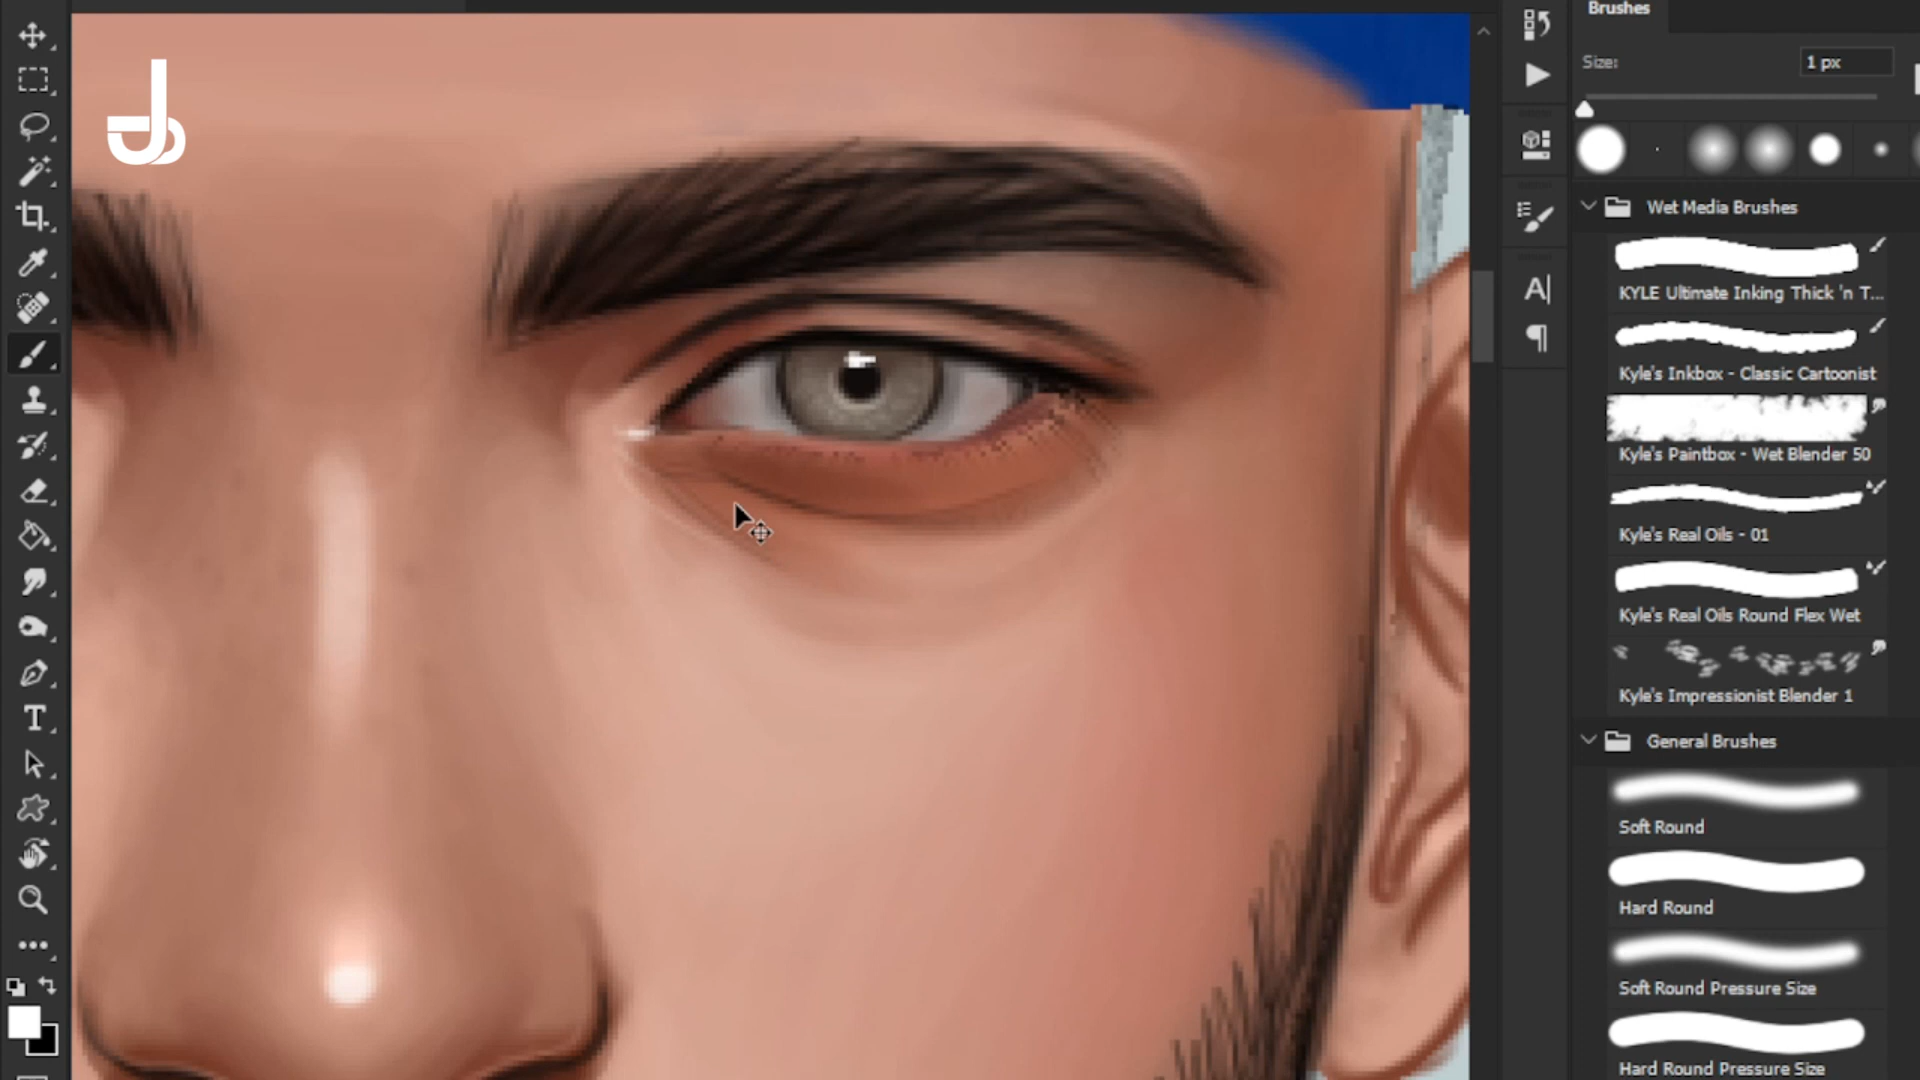 Brushes
Size:
1 px
Wet Media Brushes
KYLE Ultimate Inking Thick 'n T...
Kyle's Inkbox - Classic Cartoonist
Kyle's Paintbox - Wet Blender 50
Kyle's Real Oils - 01
Kyle's Real Oils Round Flex Wet
Kyle's Impressionist Blender 1
General Brushes
Soft Round
Hard Round
Soft Round Pressure Size
Hard Round Pressure Size